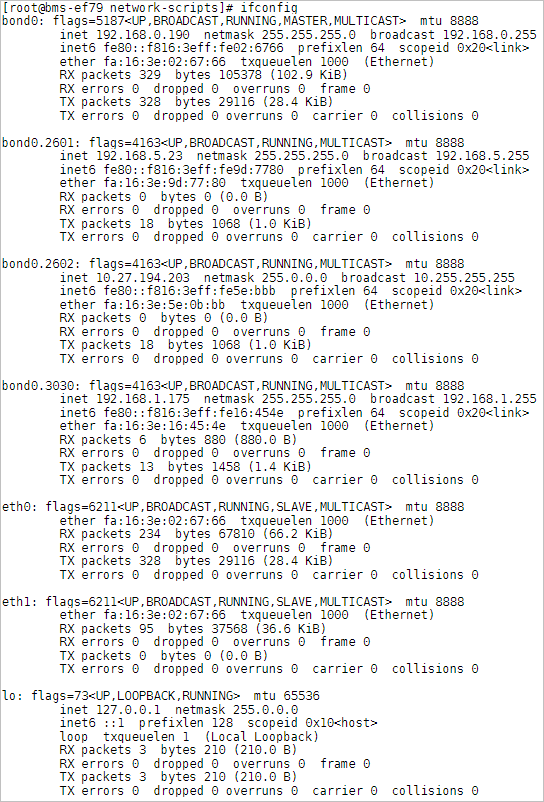 [root@bms-ef79 network-scripts]# ifconfig
bond0: flags=5187<UP,BROADCAST,RUNNING,MASTER,MULTICAST>  mtu 8888
        inet 192.168.0.190  netmask 255.255.255.0  broadcast 192.168.0.255
        inet6 fe80::f816:3eff:fe02:6766  prefixlen 64  scopeid 0x20<link>
        ether fa:16:3e:02:67:66  txqueuelen 1000  (Ethernet)
        RX packets 329  bytes 105378 (102.9 KiB)
        RX errors 0  dropped 0  overruns 0  frame 0
        TX packets 328  bytes 29116 (28.4 KiB)
        TX errors 0  dropped 0 overruns 0  carrier 0  collisions 0

bond0.2601: flags=4163<UP,BROADCAST,RUNNING,MULTICAST>  mtu 8888
        inet 192.168.5.23  netmask 255.255.255.0  broadcast 192.168.5.255
        inet6 fe80::f816:3eff:fe9d:7780  prefixlen 64  scopeid 0x20<link>
        ether fa:16:3e:9d:77:80  txqueuelen 1000  (Ethernet)
        RX packets 0  bytes 0 (0.0 B)
        RX errors 0  dropped 0  overruns 0  frame 0
        TX packets 18  bytes 1068 (1.0 KiB)
        TX errors 0  dropped 0 overruns 0  carrier 0  collisions 0

bond0.2602: flags=4163<UP,BROADCAST,RUNNING,MULTICAST>  mtu 8888
        inet 10.27.194.203  netmask 255.0.0.0  broadcast 10.255.255.255
        inet6 fe80::f816:3eff:fe5e:bbb  prefixlen 64  scopeid 0x20<link>
        ether fa:16:3e:5e:0b:bb  txqueuelen 1000  (Ethernet)
        RX packets 0  bytes 0 (0.0 B)
        RX errors 0  dropped 0  overruns 0  frame 0
        TX packets 18  bytes 1068 (1.0 KiB)
        TX errors 0  dropped 0 overruns 0  carrier 0  collisions 0

bond0.3030: flags=4163<UP,BROADCAST,RUNNING,MULTICAST>  mtu 8888
        inet 192.168.1.175  netmask 255.255.255.0  broadcast 192.168.1.255
        inet6 fe80::f816:3eff:fe16:454e  prefixlen 64  scopeid 0x20<link>
        ether fa:16:3e:16:45:4e  txqueuelen 1000  (Ethernet)
        RX packets 6  bytes 880 (880.0 B)
        RX errors 0  dropped 0  overruns 0  frame 0
        TX packets 13  bytes 1458 (1.4 KiB)
        TX errors 0  dropped 0 overruns 0  carrier 0  collisions 0

eth0: flags=6211<UP,BROADCAST,RUNNING,SLAVE,MULTICAST>  mtu 8888
        ether fa:16:3e:02:67:66  txqueuelen 1000  (Ethernet)
        RX packets 234  bytes 67810 (66.2 KiB)
        RX errors 0  dropped 0  overruns 0  frame 0
        TX packets 328  bytes 29116 (28.4 KiB)
        TX errors 0  dropped 0 overruns 0  carrier 0  collisions 0

eth1: flags=6211<UP,BROADCAST,RUNNING,SLAVE,MULTICAST>  mtu 8888
        ether fa:16:3e:02:67:66  txqueuelen 1000  (Ethernet)
        RX packets 95  bytes 37568 (36.6 KiB)
        RX errors 0  dropped 0  overruns 0  frame 0
        TX packets 0  bytes 0 (0.0 B)
        TX errors 0  dropped 0 overruns 0  carrier 0  collisions 0

lo: flags=73<UP,LOOPBACK,RUNNING>  mtu 65536
        inet 127.0.0.1  netmask 255.0.0.0
        inet6 ::1  prefixlen 128  scopeid 0x10<host>
        loop  txqueuelen 1  (Local Loopback)
        RX packets 3  bytes 210 (210.0 B)
        RX errors 0  dropped 0  overruns 0  frame 0
        TX packets 3  bytes 210 (210.0 B)
        TX errors 0  dropped 0 overruns 0  carrier 0  collisions 0